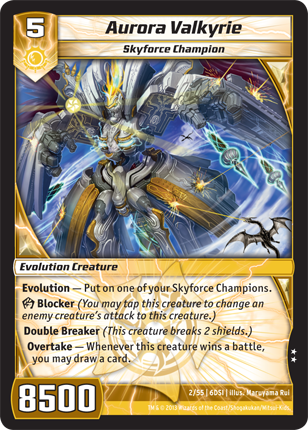 5
Aurora Valkyrie
Skyforce Champion
Evolution Creature
Evolution — Put on one of your Skyforce Champions.
Blocker (You may tap this creature to change an
enemy creature's attack to this creature.)
Double Breaker (This creature breaks 2 shields.)
Overtake — Whenever this creature wins a battle,
you may draw a card.
8500
2/55 | 6DSI | illus. Maruyama Rui
TM & © 2013 Wizards of the Coast/Shogakukan/Mitsui-Kids.